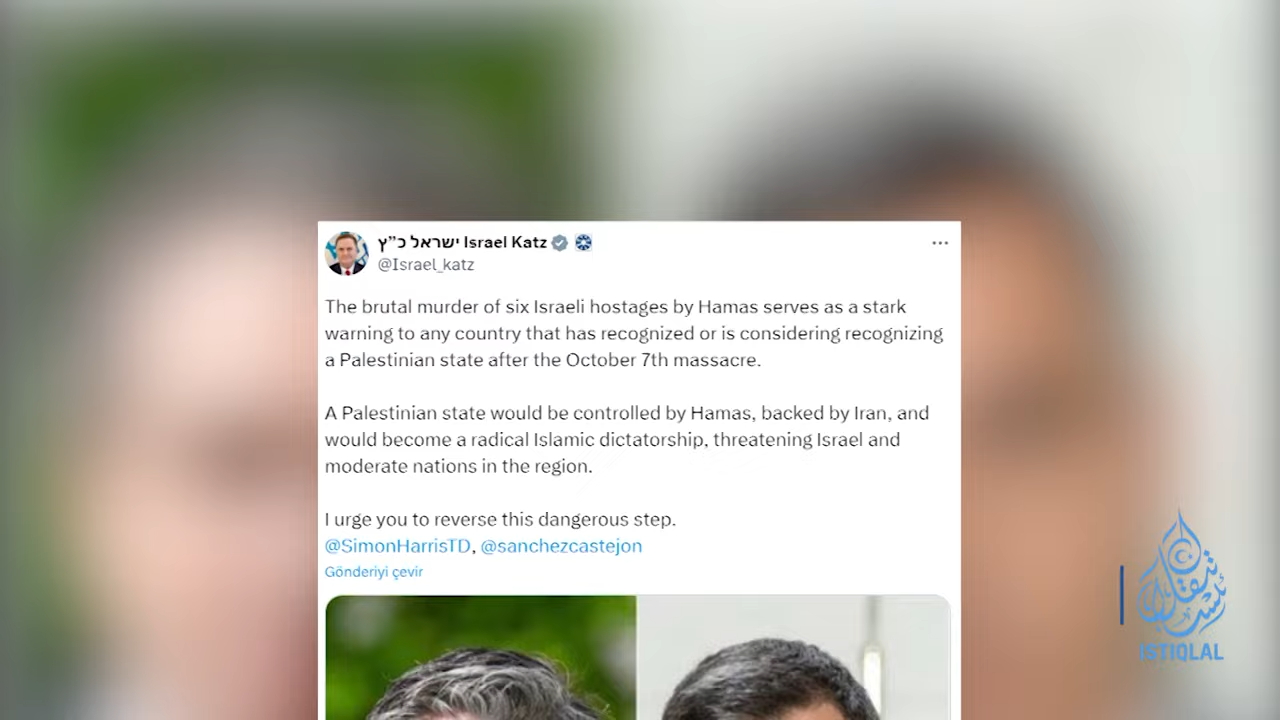 ישראל כ”ץ Israel Katz
@Israel_katz
The brutal murder of six Israeli hostages by Hamas serves as a stark
warning to any country that has recognized or is considering recognizing
a Palestinian state after the October 7th massacre.
A Palestinian state would be controlled by Hamas, backed by Iran, and
would become a radical Islamic dictatorship, threatening Israel and
moderate nations in the region.
I urge you to reverse this dangerous step.
@SimonHarrisTD, @sanchezcastejon
Gönderiyi çevir
ISTIQLAL